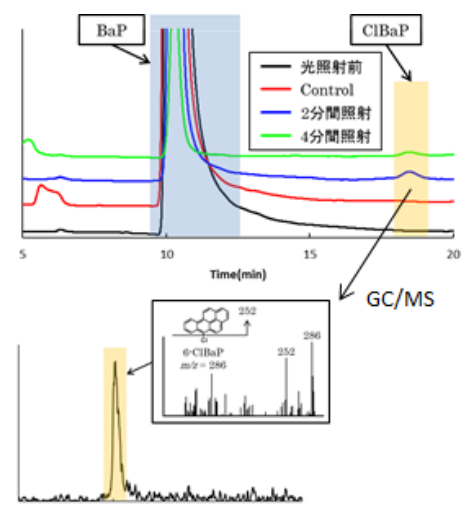 BaP
ClBaP
光照射前
Control
2分間照射
4分間照射
5
10
15
20
Time(min)
GC/MS
252
286
Cl
6-ClBaP
252
m/z = 286